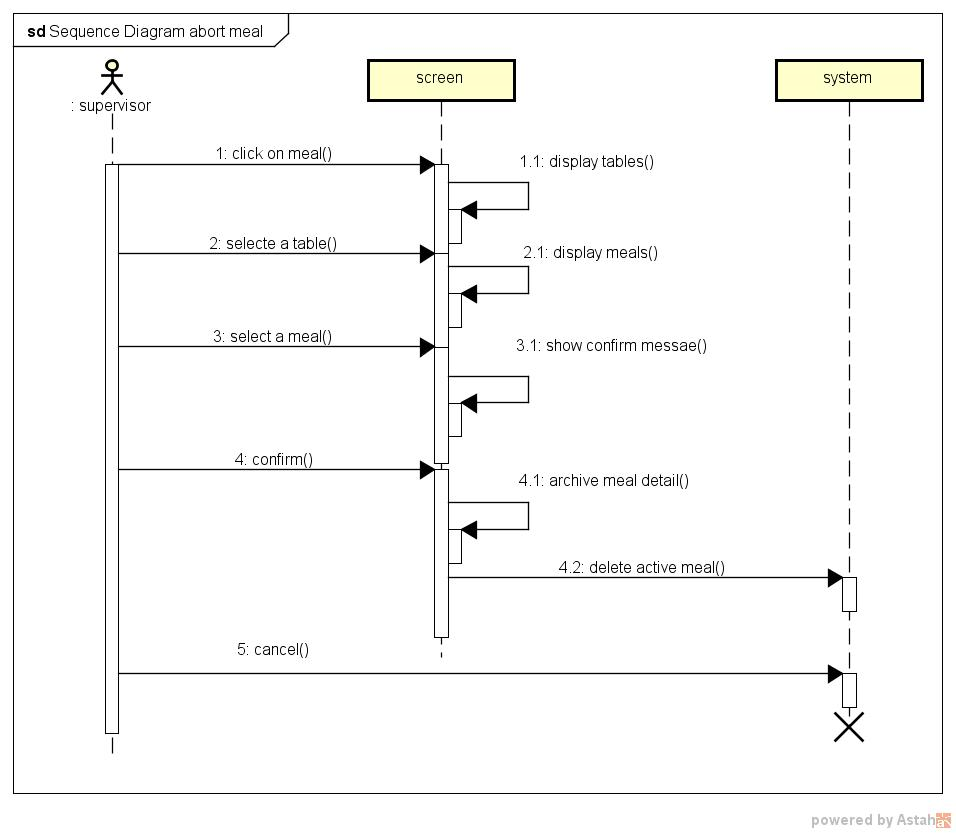 sd Sequence Diagram abort meal
: supervisor
screen
system
1: click on meal()
1.1: display tables()
2: selecte a table()
2.1: display meals()
3: select a meal()
3.1: show confirm messae()
4: confirm()
4.1: archive meal detail()
4.2: delete active meal()
5: cancel()
powered by Astah